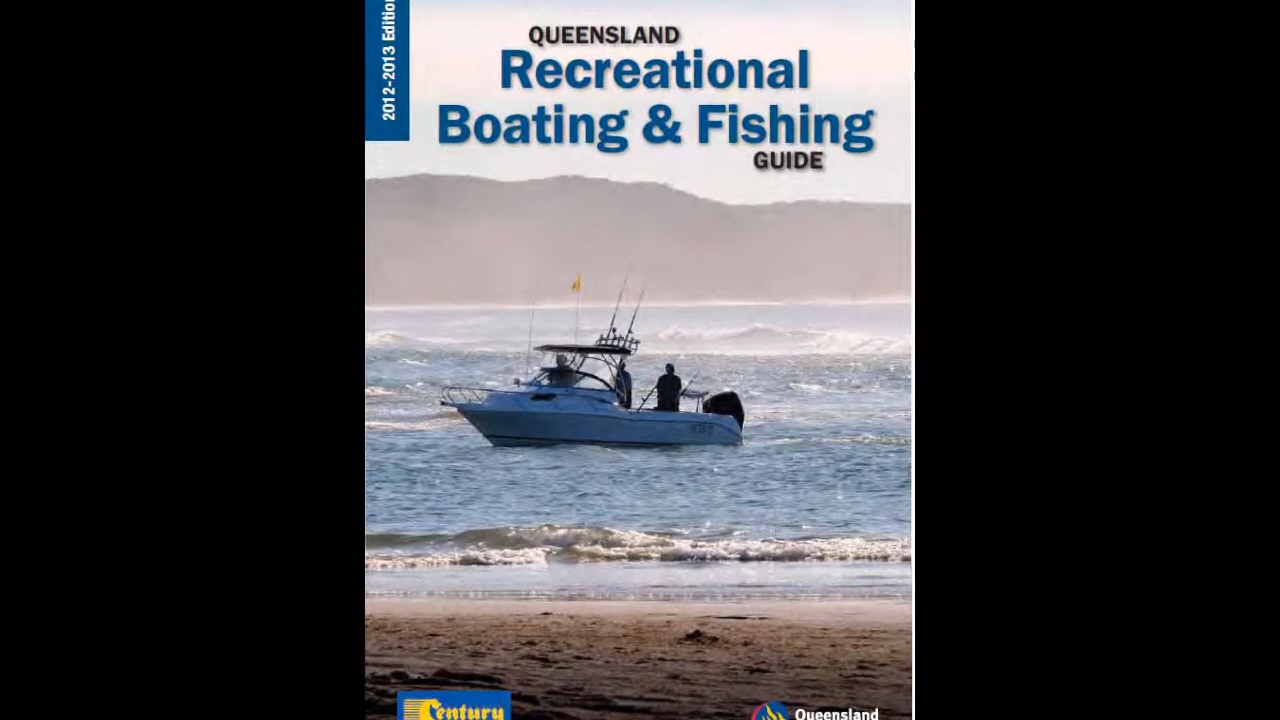 2012-2013 Edition
QUEENSLAND
Recreational
Boating & Fishing
GUIDE
Century
Queensland